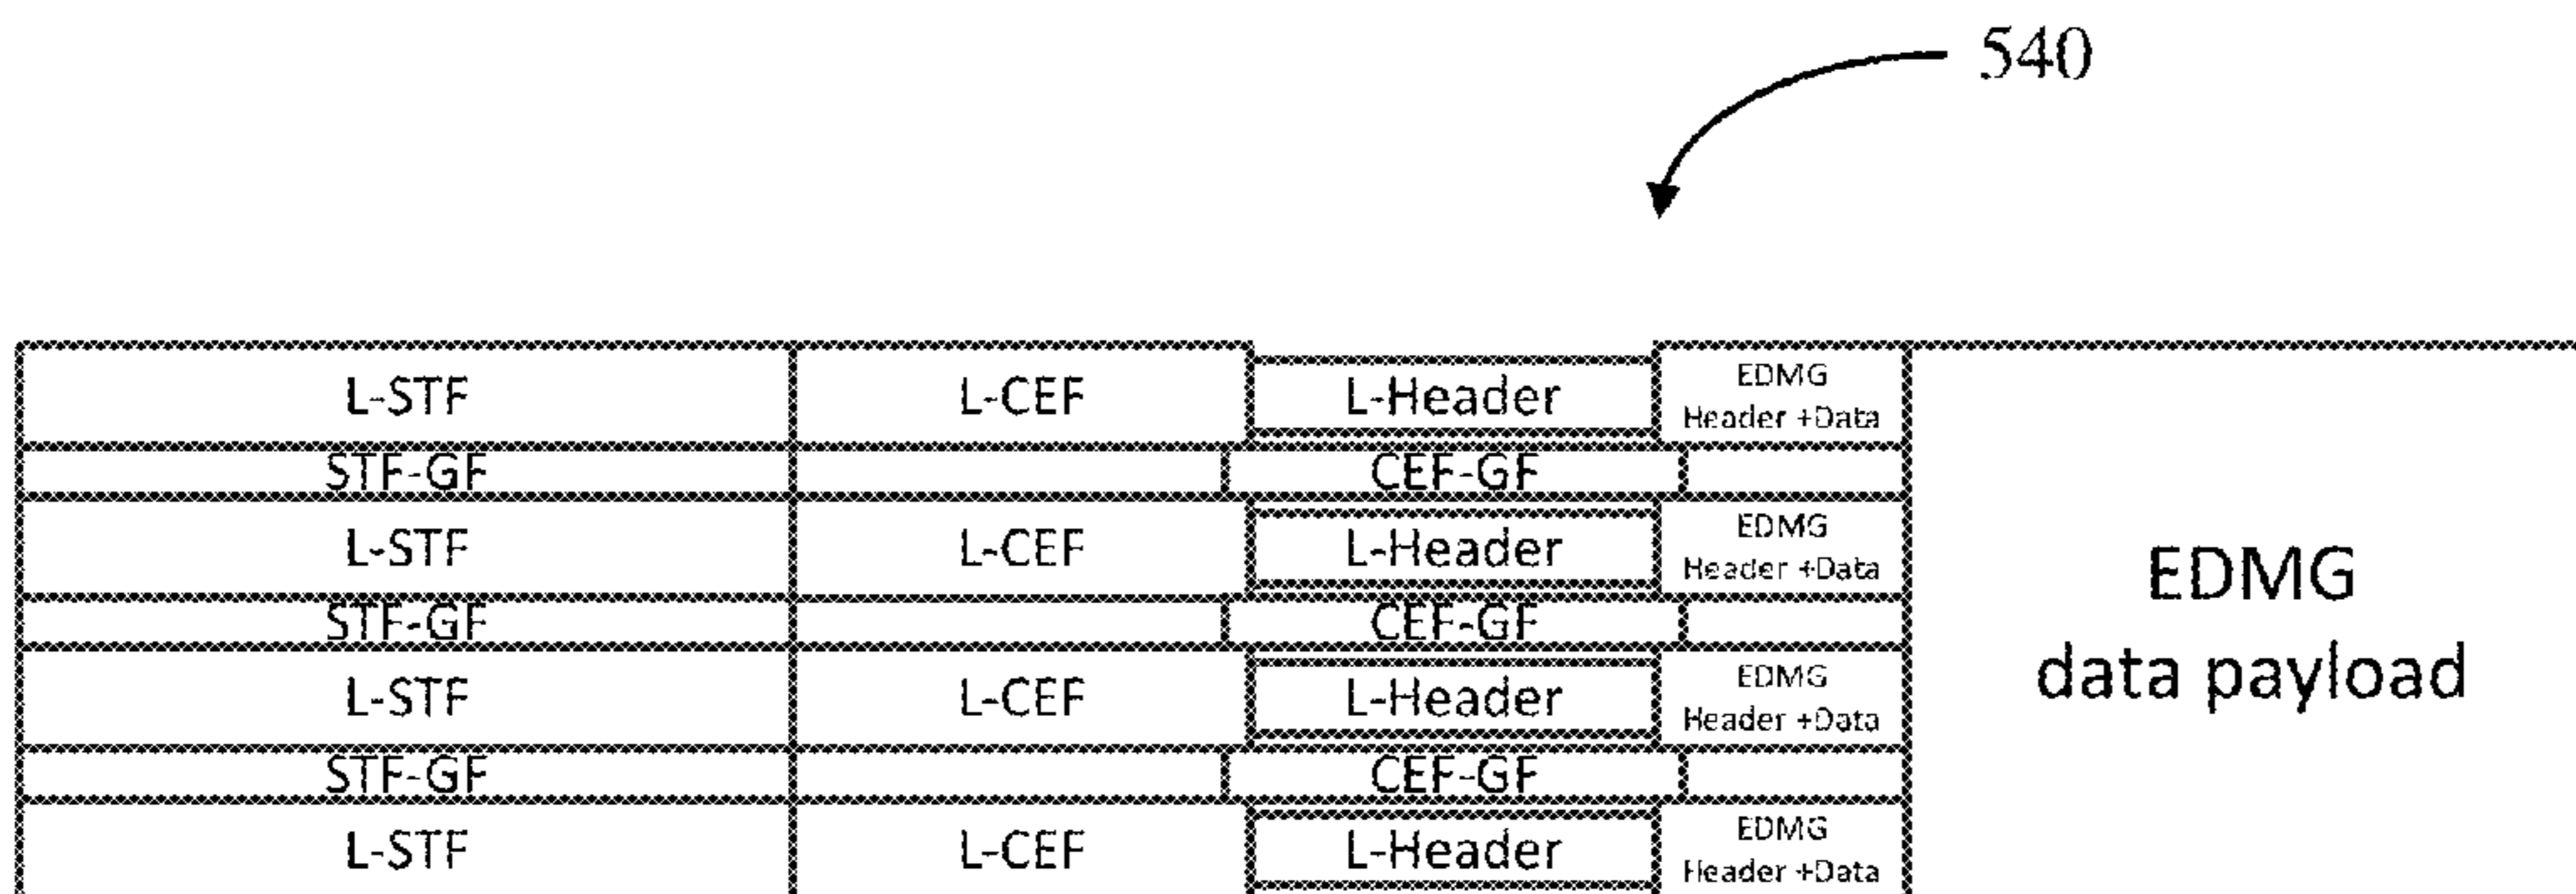 540
L-STF L-CEF L-Header EDMG
Header +Data
STF-GF CEF-GF
L-STF L-CEF L-Header EDMG
Header +Data
STF-GF CEF-GF
L-STF L-CEF L-Header EDMG
Header +Data
STF-GF CEF-GF
L-STF L-CEF L-Header EDMG
Header +Data
EDMG
data payload